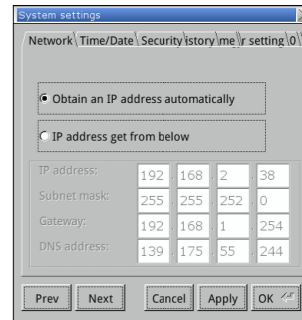 System settings
Network Time/Date Security istory me r setting 0
Obtain an IP address automatically
IP address get from below
IP address: 192 . 168 . 2 . 38
Subnet mask: 255 . 255 . 252 . 0
Gateway: 192 . 168 . 1 . 254
DNS address: 139 . 175 . 55 . 244
Prev Next Cancel Apply OK